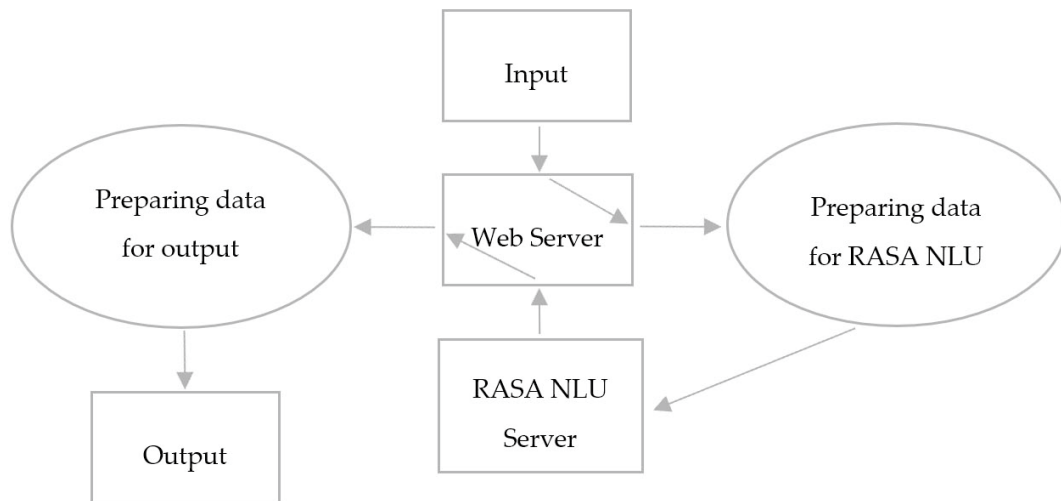 Input
Preparing data
for output
Web Server
Preparing data
for RASA NLU
RASA NLU
Server
Output